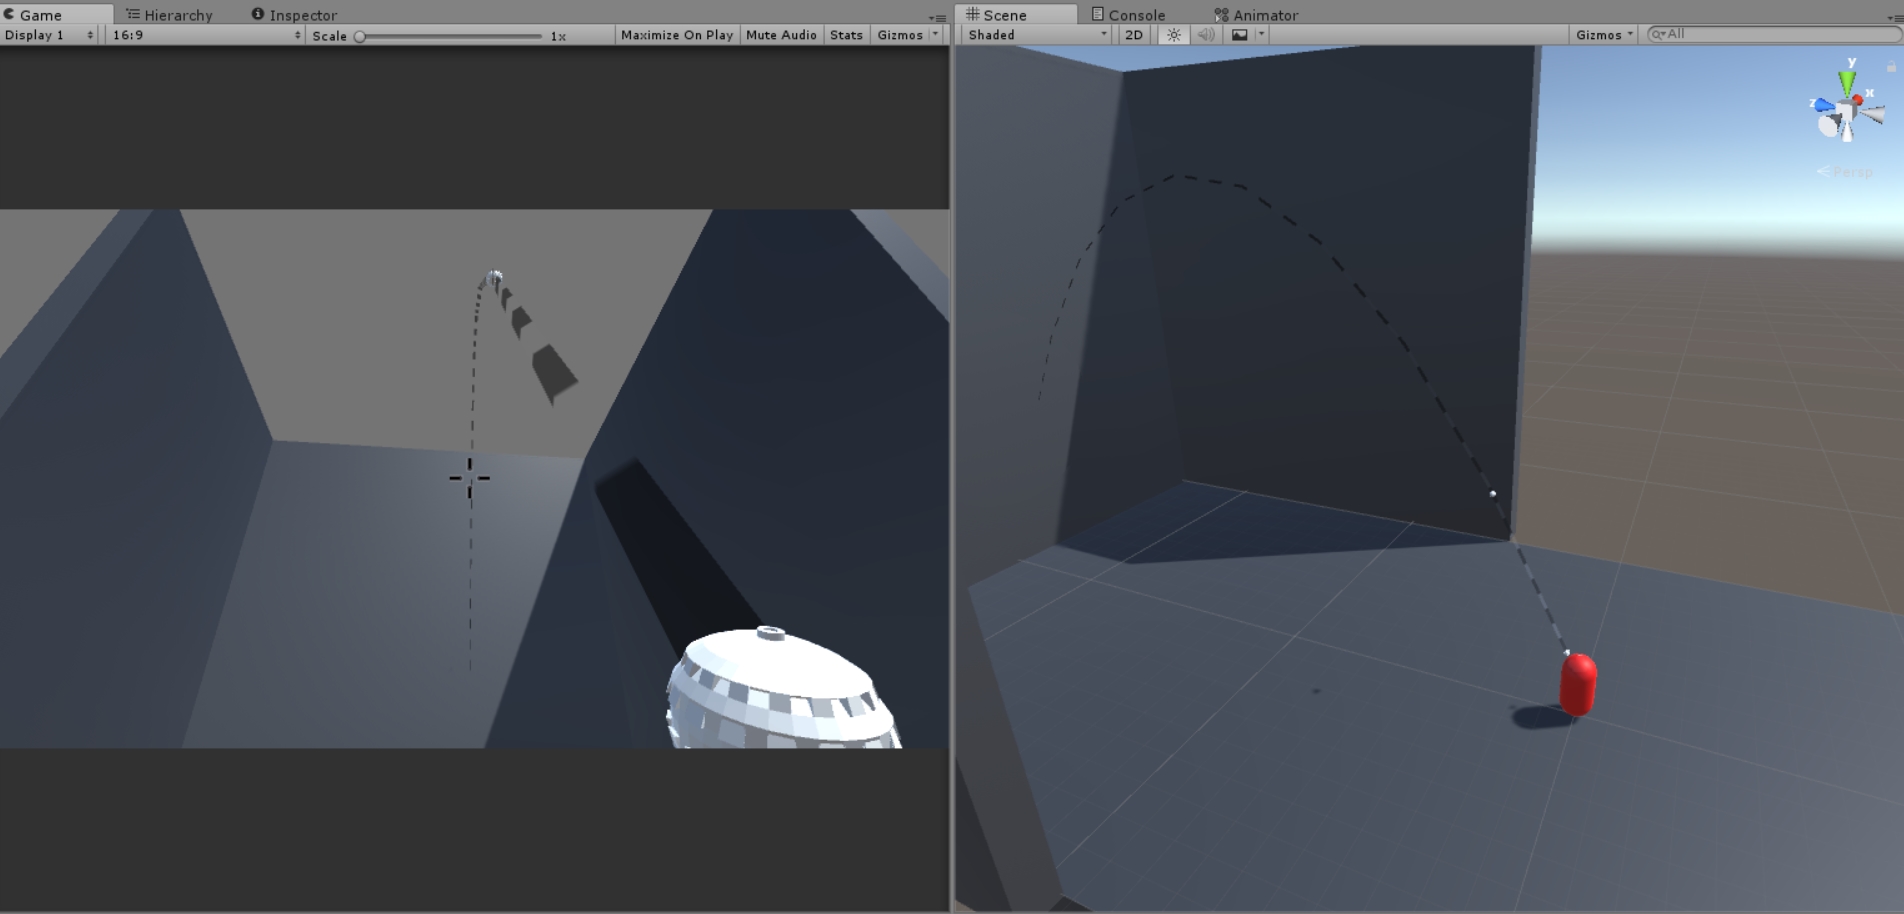 Game Hierarchy Inspector
Display 1 16:9 Scale 1x Maximize On Play Mute Audio Stats Gizmos
Scene Console Animator
Shaded 2D Gizmos All
y
x
z
Persp